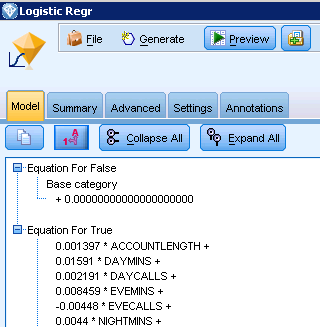 Logistic Regr
File Generate Preview
Model Summary Advanced Settings Annotations
Collapse All Expand All
Equation For False
Base category
+ 0.00000000000000000000
Equation For True
0.001397 * ACCOUNTLENGTH +
0.01591 * DAYMINS +
0.002191 * DAYCALLS +
0.008459 * EVEMINS +
-0.00448 * EVECALLS +
0.0044 * NIGHTMINS +